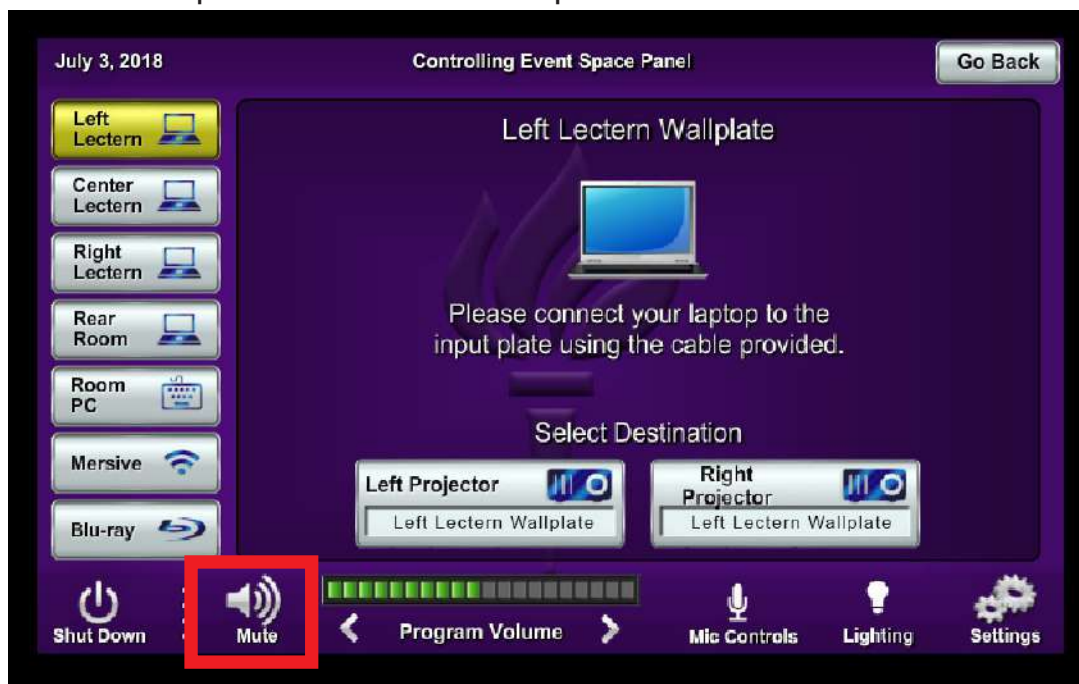 July 3, 2018
Controlling Event Space Panel
Go Back
Left
Lectern
Center
Lectern
Right
Lectern
Rear
Room
Room
PC
Mersive
Blu-ray
Left Lectern Wallplate
Please connect your laptop to the
input plate using the cable provided.
Select Destination
Left Projector
Left Lectern Wallplate
Right
Projector
Left Lectern Wallplate
Shut Down
Mute
Program Volume
Mic Controls
Lighting
Settings